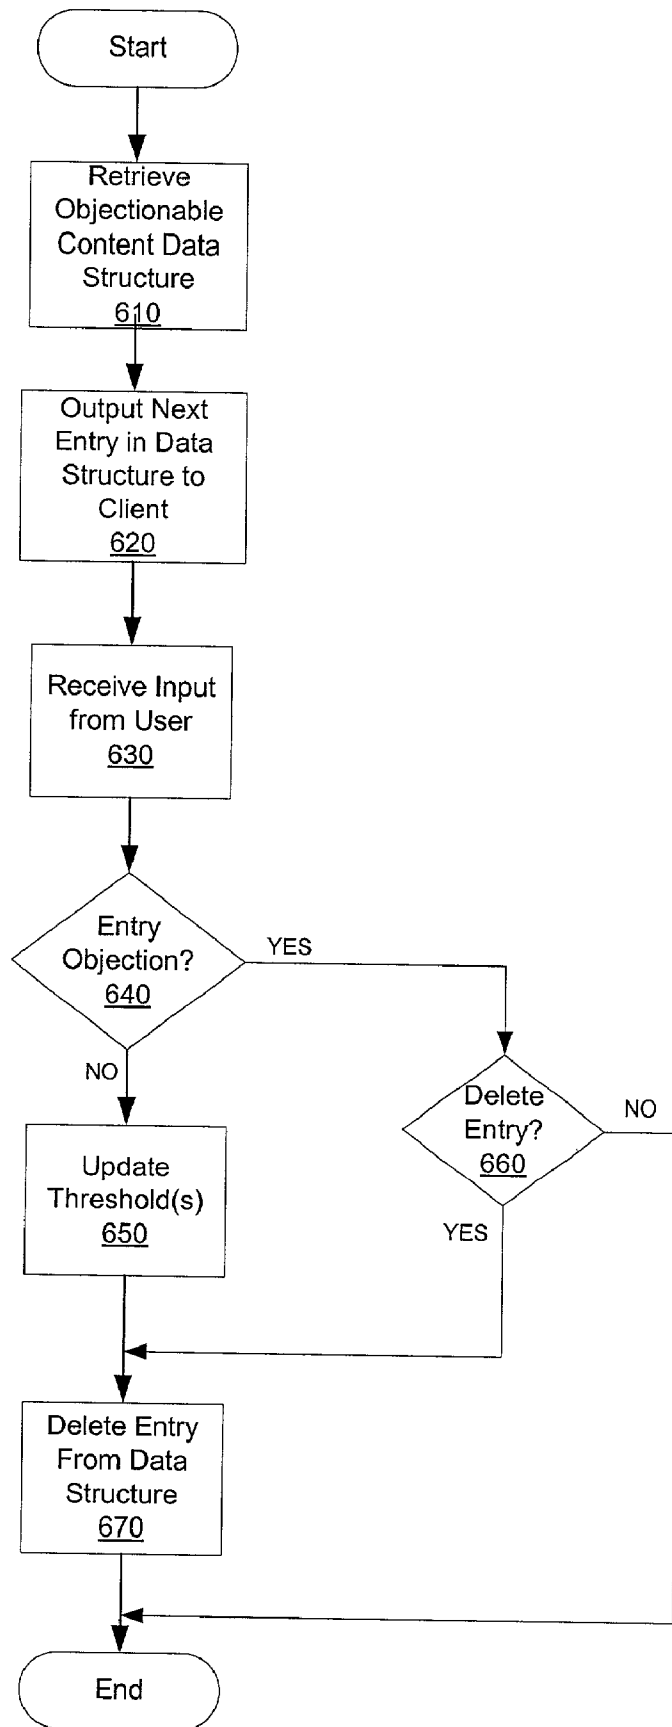 Start
Retrieve
Objectionable
Content Data
Structure
610
Output Next
Entry in Data
Structure to
Client
620
Receive Input
from User
630
Entry
Objection?
640
YES
NO
Delete
Entry?
660
NO
YES
Update
Threshold(s)
650
Delete Entry
From Data
Structure
670
End